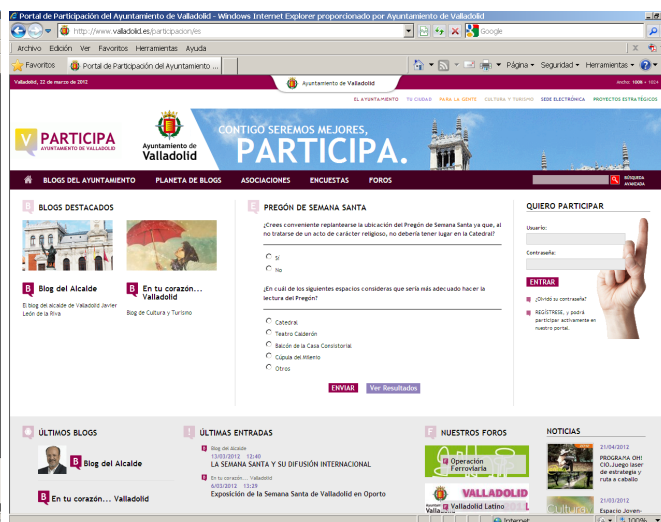 Portal de Participación del Ayuntamiento de Valladolid - Windows Internet Explorer proporcionado por Ayuntamiento de Valladolid
http://www.valladolid.es/participacion/es
Google
Archivo Edición Ver Favoritos Herramientas Ayuda
Favoritos Portal de Participación del Ayuntamiento ...
Página Seguridad Herramientas
Valladolid, 22 de marzo de 2012
Ayuntamiento de Valladolid
EL AYUNTAMIENTO TU CIUDAD PARA LA GENTE CULTURA Y TURISMO SEDE ELECTRÓNICA PROYECTOS ESTRATÉGICOS
V PARTICIPA
AYUNTAMIENTO DE VALLADOLID
Ayuntamiento de
Valladolid
CONTIGO SEREMOS MEJORES,
PARTICIPA.
BLOGS DEL AYUNTAMIENTO PLANETA DE BLOGS ASOCIACIONES ENCUESTAS FOROS
BÚSQUEDA
AVANZADA
B BLOGS DESTACADOS
B Blog del Alcalde
El blog del alcalde de Valladolid Javier
León de la Riva
B En tu corazón...
Valladolid
Blog de Cultura y Turismo
E PREGÓN DE SEMANA SANTA
¿Crees conveniente replantearse la ubicación del Pregón de Semana Santa ya que, al
no tratarse de un acto de carácter religioso, no debería tener lugar en la Catedral?
Sí
No
¿En cuál de los siguientes espacios consideras que sería más adecuado hacer la
lectura del Pregón?
Catedral
Teatro Calderón
Balcón de la Casa Consistorial
Cúpula del Milenio
Otros
ENVIAR Ver Resultados
QUIERO PARTICIPAR
Usuario:
Contraseña:
ENTRAR
¿Olvidó su contraseña?
REGÍSTRESE, y podrá
participar activamente en
nuestro portal.
ÚLTIMOS BLOGS
B Blog del Alcalde
B En tu corazón... Valladolid
ÚLTIMAS ENTRADAS
Blog del Alcalde
13/03/2012 12:40
LA SEMANA SANTA Y SU DIFUSIÓN INTERNACIONAL
En tu corazón... Valladolid
6/03/2012 13:29
Exposición de la Semana Santa de Valladolid en Oporto
F NUESTROS FOROS
Operación
Ferroviaria
VALLADOLID
Valladolid Latino
NOTICIAS
21/04/2012
PROGRAMA OH!
CIO.Juego laser
de estrategia y
ruta a caballo
21/03/2012
Espacio Joven-
Cultura
Internet
100%